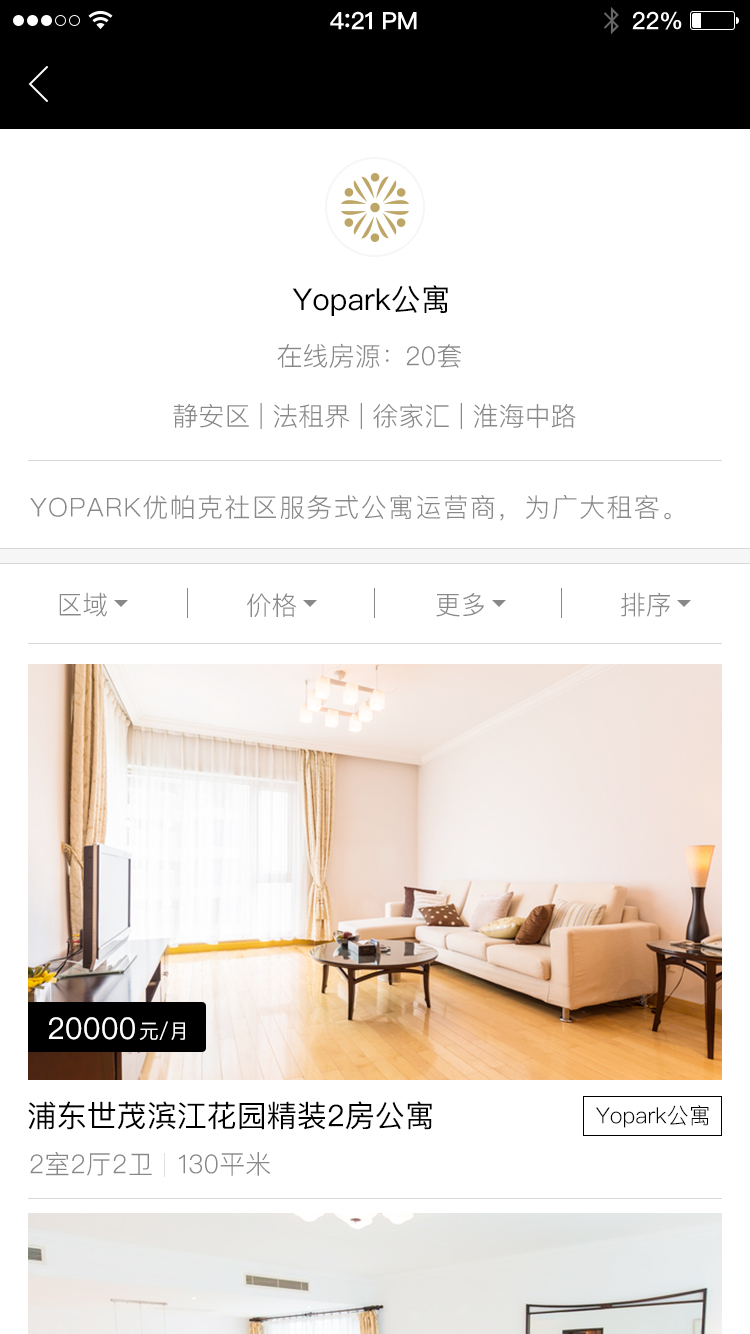 4:21 PM 22%
Yopark公寓
在线房源：20套
静安区 | 法租界 | 徐家汇 | 淮海中路
YOPARK优帕克社区服务式公寓运营商，为广大租客。
区域 价格 更多 排序
20000元/月
浦东世茂滨江花园精装2房公寓 Yopark公寓
2室2厅2卫 | 130平米